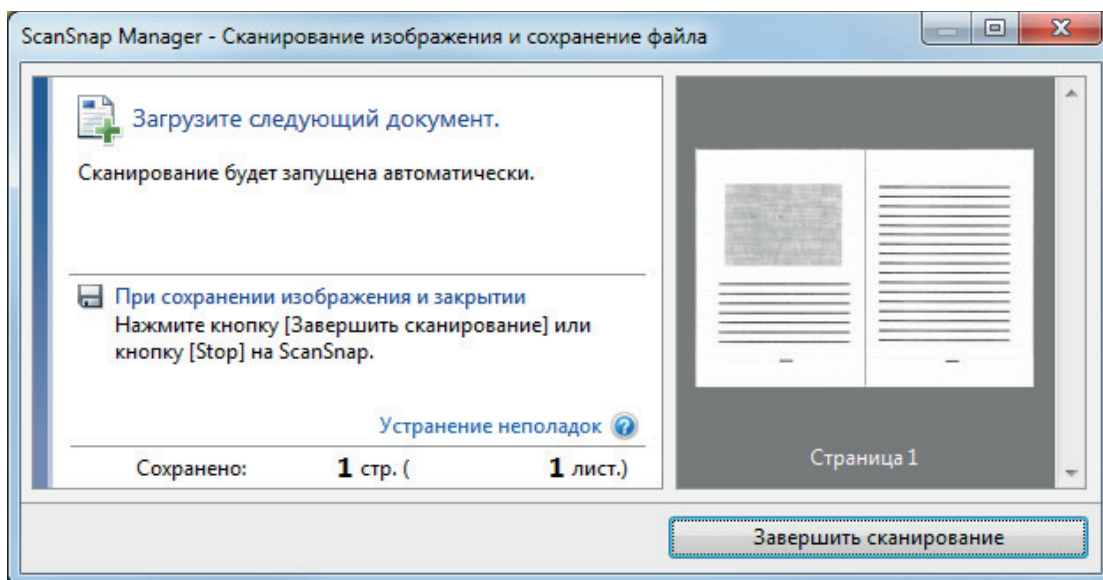 ScanSnap Manager - Сканирование изображения и сохранение файла
Загрузите следующий документ.
Сканирование будет запущена автоматически.
При сохранении изображения и закрытии
Нажмите кнопку [Завершить сканирование] или
кнопку [Stop] на ScanSnap.
Устранение неполадок
Сохранено: 1 стр. ( 1 лист.)
Страница 1
Завершить сканирование